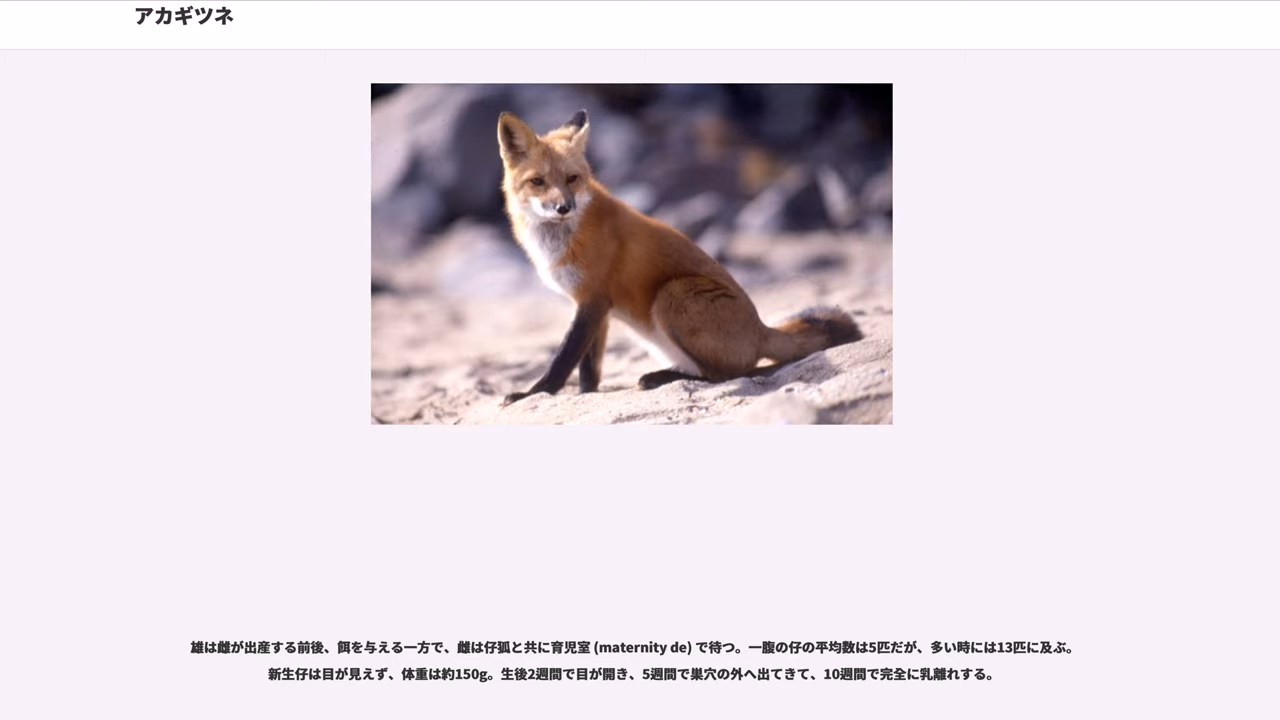 アカギツネ
雄は雌が出産する前後、餌を与える一方で、雌は仔狐と共に育児室 (maternity de) で待つ。一腹の仔の平均数は5匹だが、多い時には13匹に及ぶ。
新生仔は目が見えず、体重は約150g。生後2週間で目が開き、5週間で巣穴の外へ出てきて、10週間で完全に乳離れする。